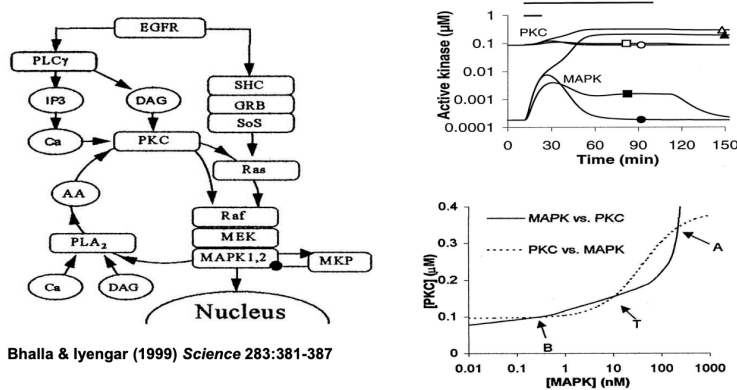 EGFR
PLCγ
SHC
IP3
DAG
GRB
SoS
Ca
PKC
Ras
AA
Raf
MEK
PLA2
MAPK1,2
MKP
Ca
DAG
Nucleus
Bhalla & Iyengar (1999) Science 283:381-387
Active kinase (µM)
1
0.1
0.01
0.001
0.0001
PKC
MAPK
0 30 60 90 120 150
Time (min)
[PKC] (µM)
0.4
0.3
0.2
0.1
0
MAPK vs. PKC
PKC vs. MAPK
A
T
B
0.01 0.1 1 10 100 1000
[MAPK] (nM)